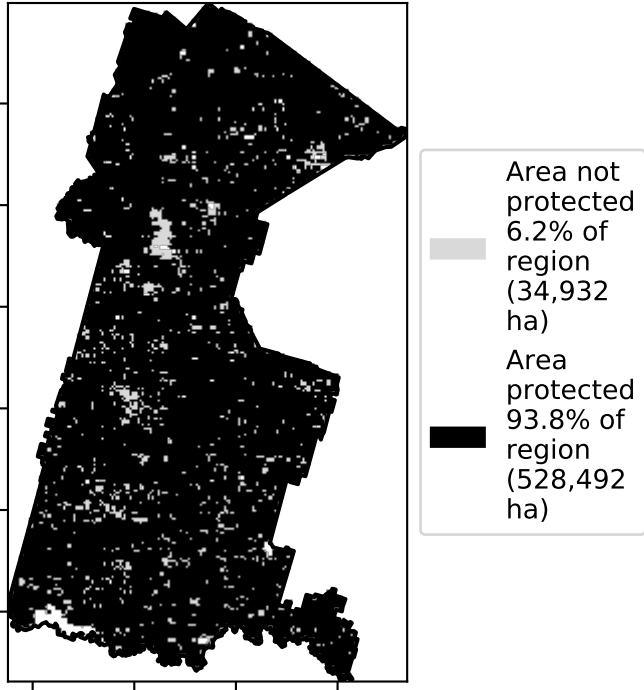 Area not
protected
6.2% of
region
(34,932
ha)
Area
protected
93.8% of
region
(528,492
ha)